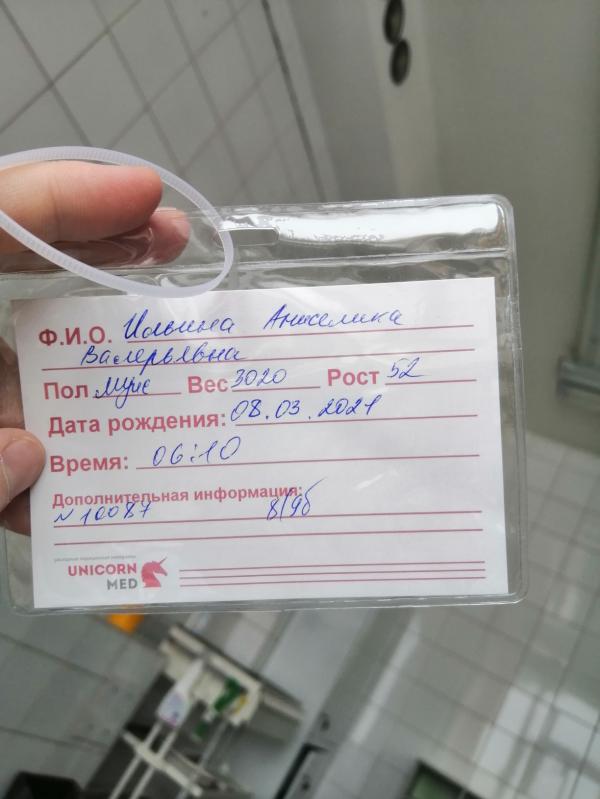 Ф.И.О. Ильина Анжелика
Валерьевна
Пол муж Вес 3020 Рост 52
Дата рождения: 08.03.2021
Время: 06:10
Дополнительная информация:
N 10087 8/9б
UNICORN
MED